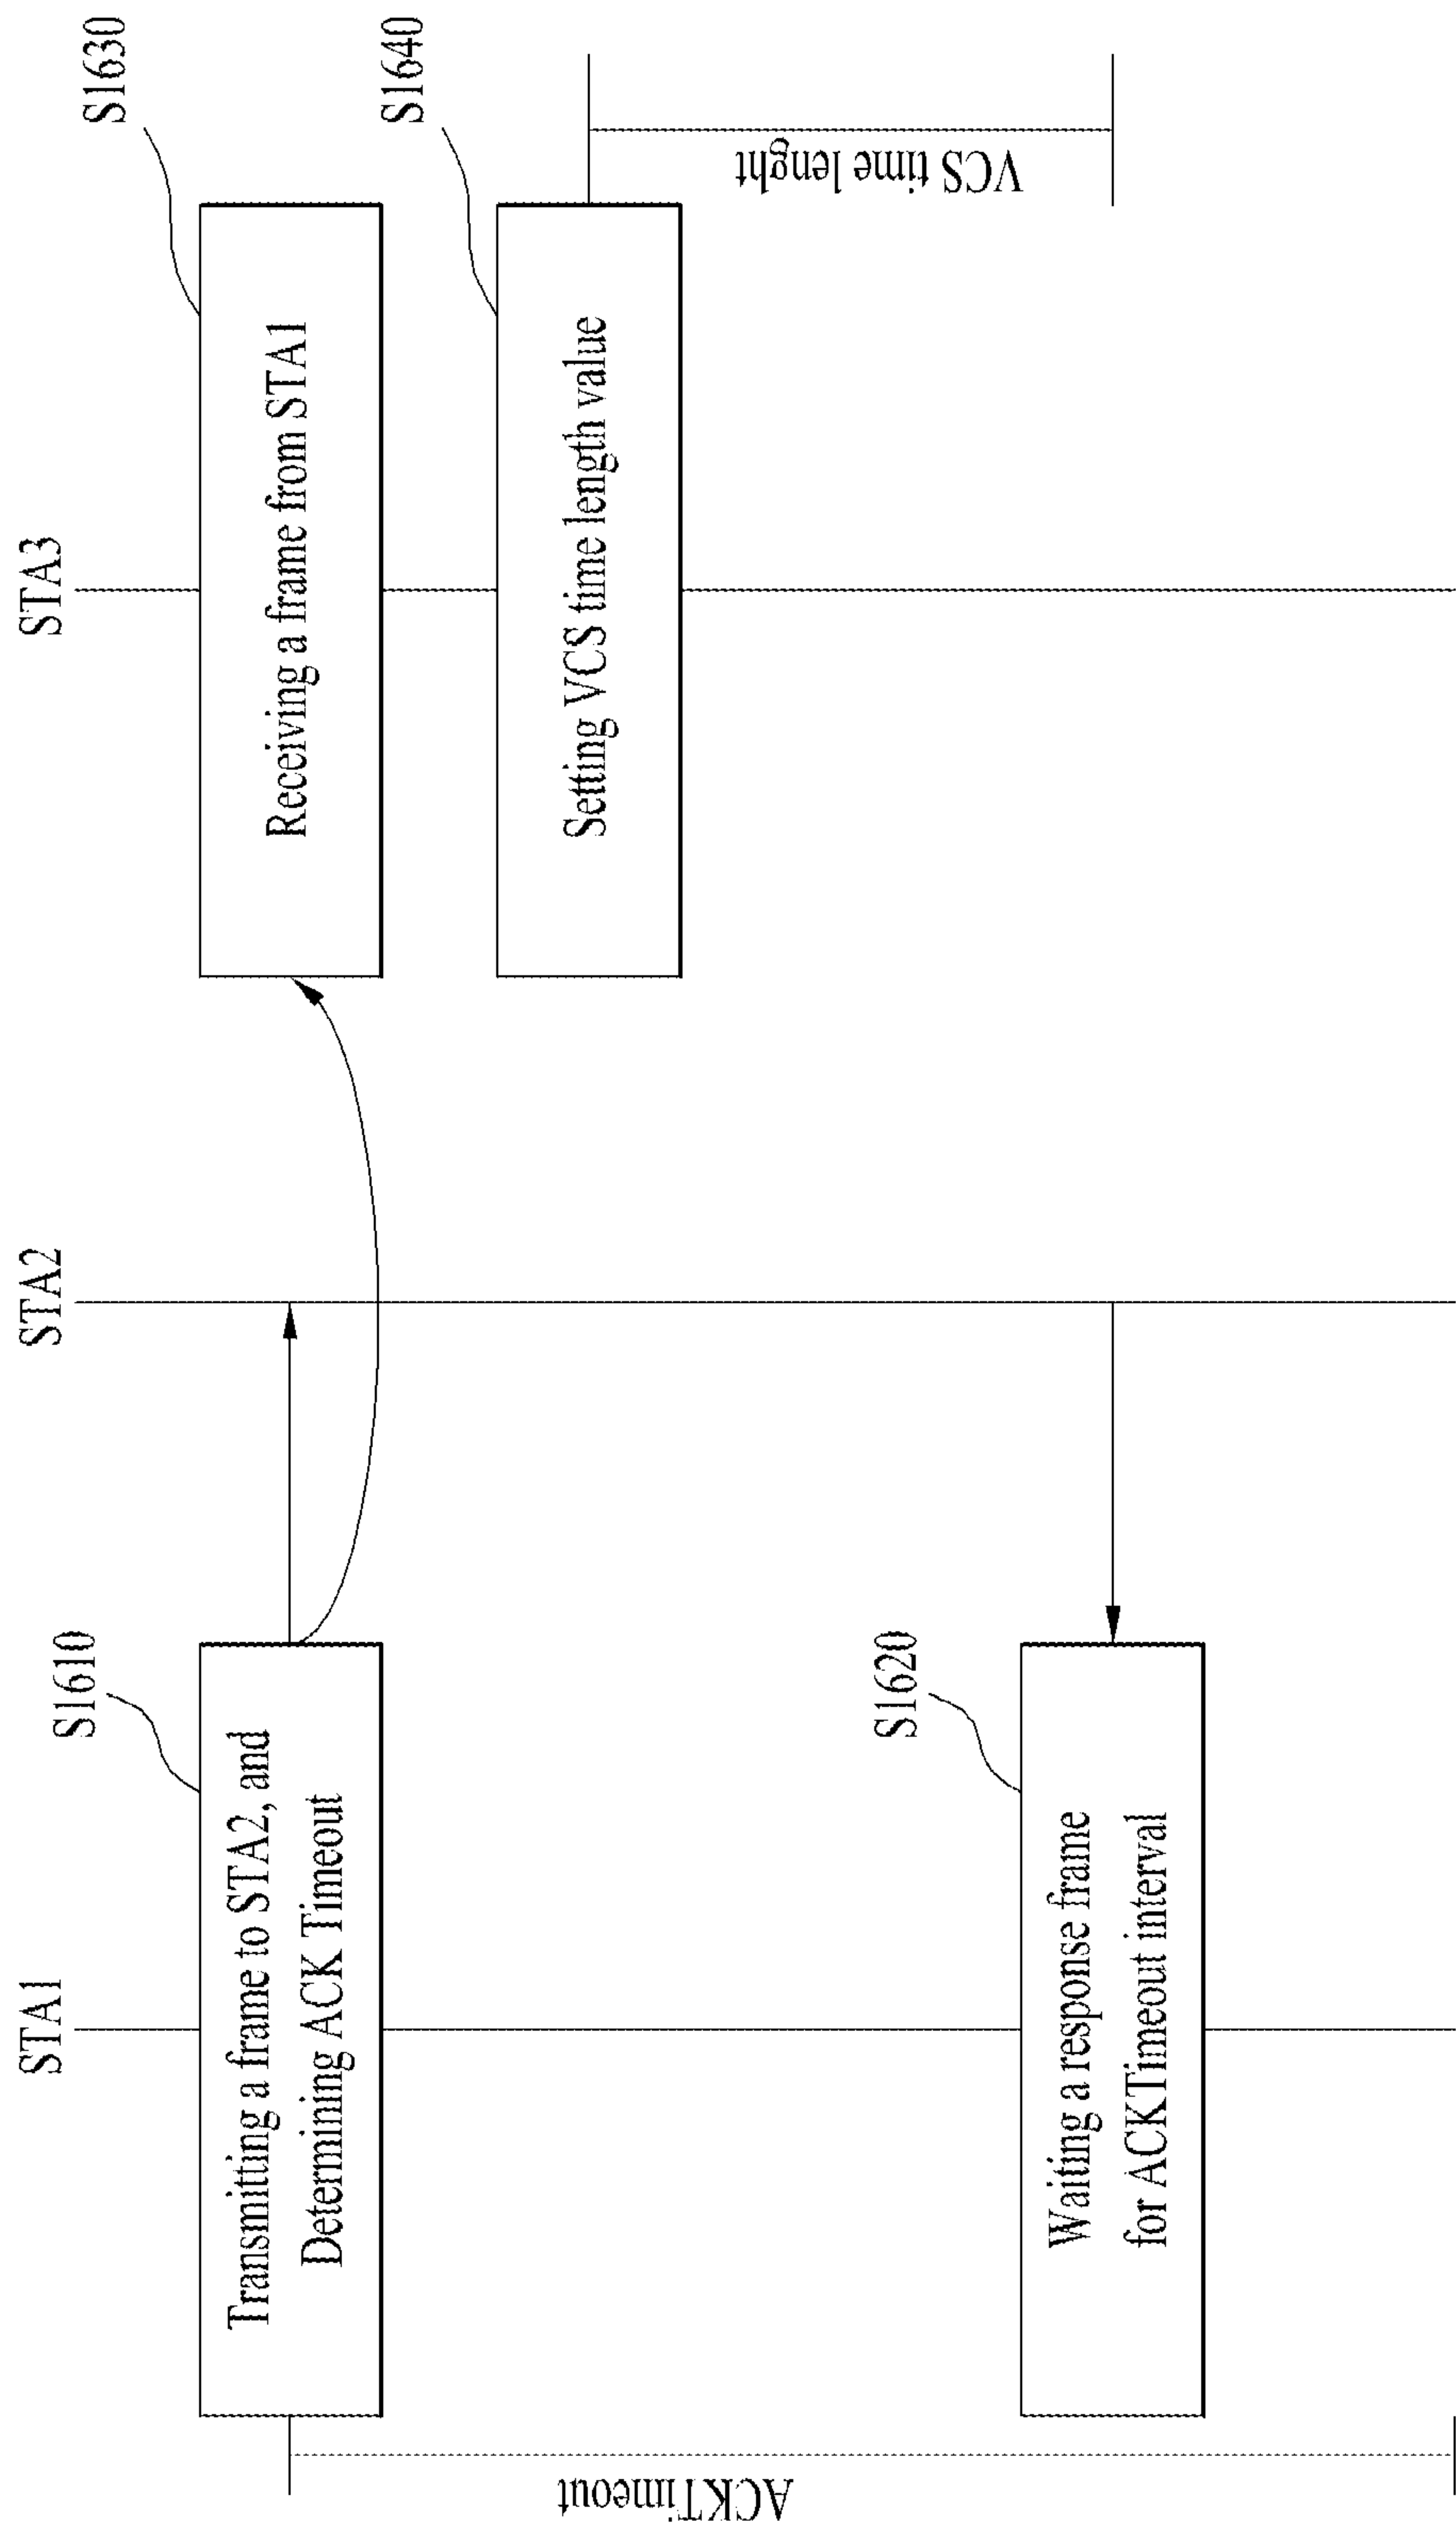 STA1
STA2
STA3
S1610
Transmitting a frame to STA2, and
Determining ACK Timeout
S1630
Receiving a frame from STA1
S1640
Setting VCS time length value
VCS time lenght
S1620
Waiting a response frame
for ACKTimeout interval
ACKTimeout